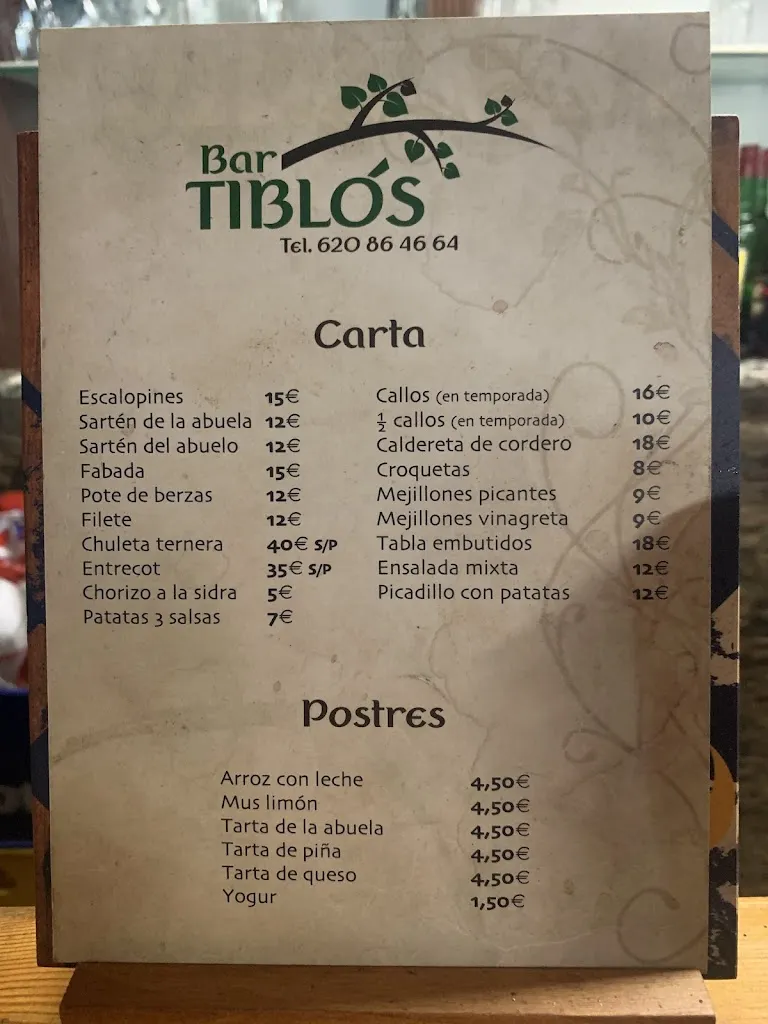 Bar
TIBLÓS
Tel. 620 86 46 64
Carta
Escalopines 15€
Sartén de la abuela 12€
Sartén del abuelo 12€
Fabada 15€
Pote de berzas 12€
Filete 12€
Chuleta ternera 40€ S/P
Entrecot 35€ S/P
Chorizo a la sidra 5€
Patatas 3 salsas 7€
Callos (en temporada) 16€
½ callos (en temporada) 10€
Caldereta de cordero 18€
Croquetas 8€
Mejillones picantes 9€
Mejillones vinagreta 9€
Tabla embutidos 18€
Ensalada mixta 12€
Picadillo con patatas 12€
Postres
Arroz con leche 4,50€
Mus limón 4,50€
Tarta de la abuela 4,50€
Tarta de piña 4,50€
Tarta de queso 4,50€
Yogur 1,50€